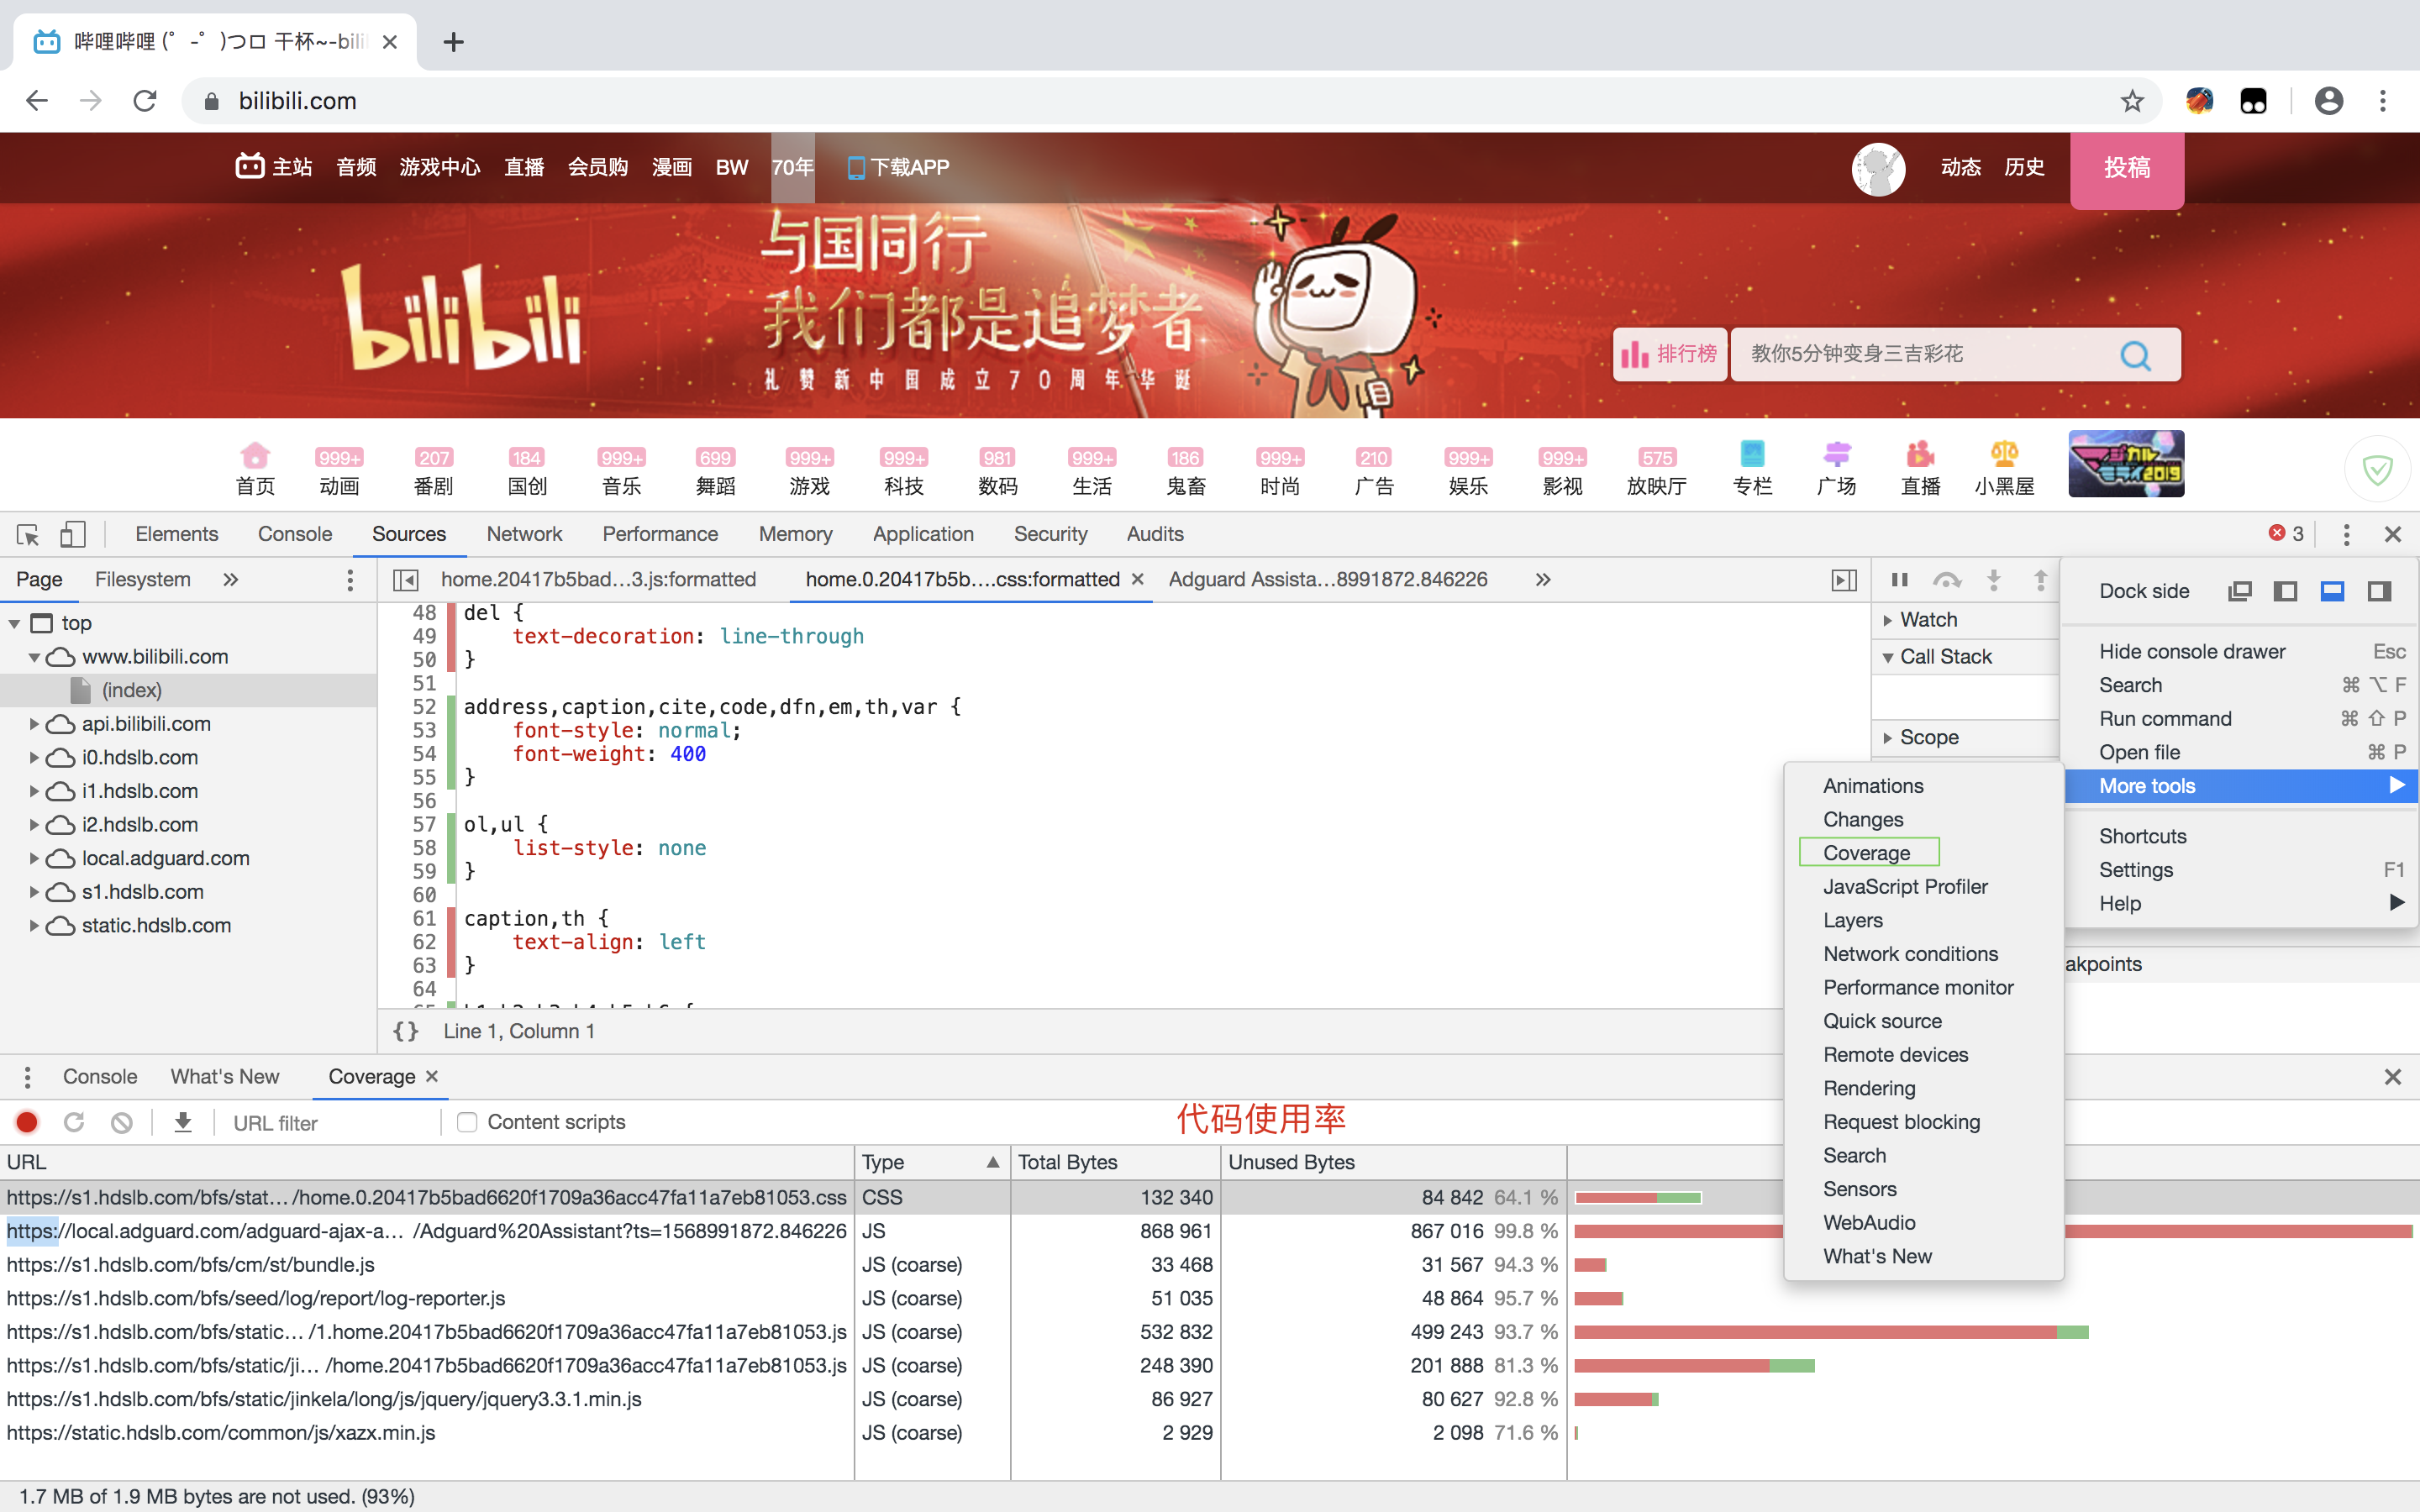 哔哩哔哩 (゜-゜)つロ 干杯~-bili
bilibili.com
主站 音频 游戏中心 直播 会员购 漫画 BW 70年 下载APP 动态 历史 投稿
bilibili
与国同行
我们都是追梦者
礼赞新中国成立70周年华诞
排行榜 教你5分钟变身三吉彩花
999+ 207 184 999+ 699 999+ 999+ 981 999+ 186 999+ 210 999+ 999+ 575
首页 动画 番剧 国创 音乐 舞蹈 游戏 科技 数码 生活 鬼畜 时尚 广告 娱乐 影视 放映厅 专栏 广场 直播 小黑屋
マジカルミライ2019
Elements Console Sources Network Performance Memory Application Security Audits 3
Page Filesystem »
home.20417b5bad…3.js:formatted home.0.20417b5b….css:formatted Adguard Assista…8991872.846226 »
top
www.bilibili.com
(index)
api.bilibili.com
i0.hdslb.com
i1.hdslb.com
i2.hdslb.com
local.adguard.com
s1.hdslb.com
static.hdslb.com
48 del {
49 text-decoration: line-through
50 }
51
52 address,caption,cite,code,dfn,em,th,var {
53 font-style: normal;
54 font-weight: 400
55 }
56
57 ol,ul {
58 list-style: none
59 }
60
61 caption,th {
62 text-align: left
63 }
64
{} Line 1, Column 1
Watch
Call Stack
Scope
akpoints
Dock side
Hide console drawer Esc
Search ⌘ ⌥ F
Run command ⌘ ⇧ P
Open file ⌘ P
More tools
Shortcuts
Settings F1
Help
Animations
Changes
Coverage
JavaScript Profiler
Layers
Network conditions
Performance monitor
Quick source
Remote devices
Rendering
Request blocking
Search
Sensors
WebAudio
What's New
Console What's New Coverage
URL filter Content scripts
代码使用率
URL Type Total Bytes Unused Bytes
https://s1.hdslb.com/bfs/stat… /home.0.20417b5bad6620f1709a36acc47fa11a7eb81053.css CSS 132 340 84 842 64.1 %
https://local.adguard.com/adguard-ajax-a… /Adguard%20Assistant?ts=1568991872.846226 JS 868 961 867 016 99.8 %
https://s1.hdslb.com/bfs/cm/st/bundle.js JS (coarse) 33 468 31 567 94.3 %
https://s1.hdslb.com/bfs/seed/log/report/log-reporter.js JS (coarse) 51 035 48 864 95.7 %
https://s1.hdslb.com/bfs/static… /1.home.20417b5bad6620f1709a36acc47fa11a7eb81053.js JS (coarse) 532 832 499 243 93.7 %
https://s1.hdslb.com/bfs/static/ji… /home.20417b5bad6620f1709a36acc47fa11a7eb81053.js JS (coarse) 248 390 201 888 81.3 %
https://s1.hdslb.com/bfs/static/jinkela/long/js/jquery/jquery3.3.1.min.js JS (coarse) 86 927 80 627 92.8 %
https://static.hdslb.com/common/js/xazx.min.js JS (coarse) 2 929 2 098 71.6 %
1.7 MB of 1.9 MB bytes are not used. (93%)